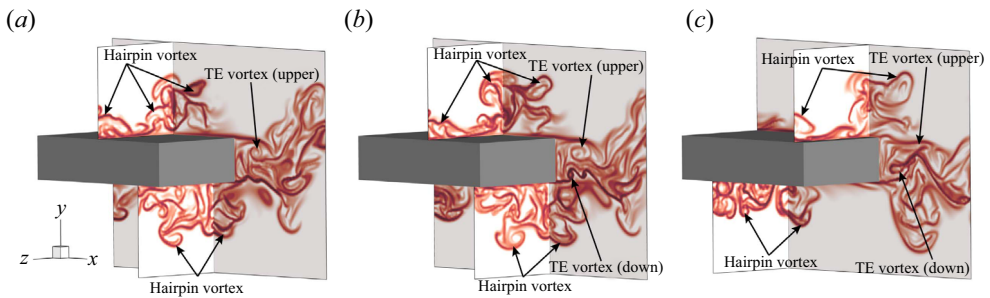 (a)
Hairpin vortex
TE vortex (upper)
y
z
x
Hairpin vortex
(b)
Hairpin vortex
TE vortex (upper)
TE vortex (down)
Hairpin vortex
(c)
Hairpin vortex
TE vortex (upper)
Hairpin vortex
TE vortex (down)